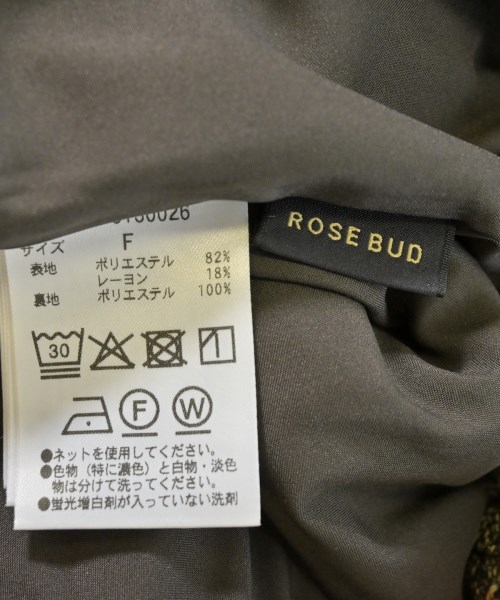 130026
サイズ F
表地 ポリエステル 82%
レーヨン 18%
裏地 ポリエステル 100%
ROSE BUD
30
F W
●ネットを使用してください。
●色物(特に濃色)と白物・淡色
物は分けて洗ってください。
●蛍光増白剤が入っていない洗剤